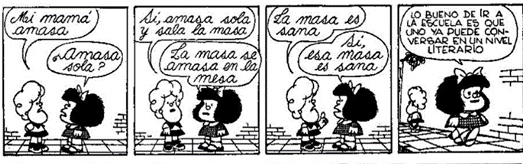 Mi mamá
amasa
¿Amasa
sola?
Sí, amasa sola
y sala la masa
La masa se
amasa en la
mesa
La masa es
sana
Sí,
esa masa
es sana
LO BUENO DE IR A
LA ESCUELA ES QUE
UNO YA PUEDE CON-
VERSAR EN UN NIVEL
LITERARIO